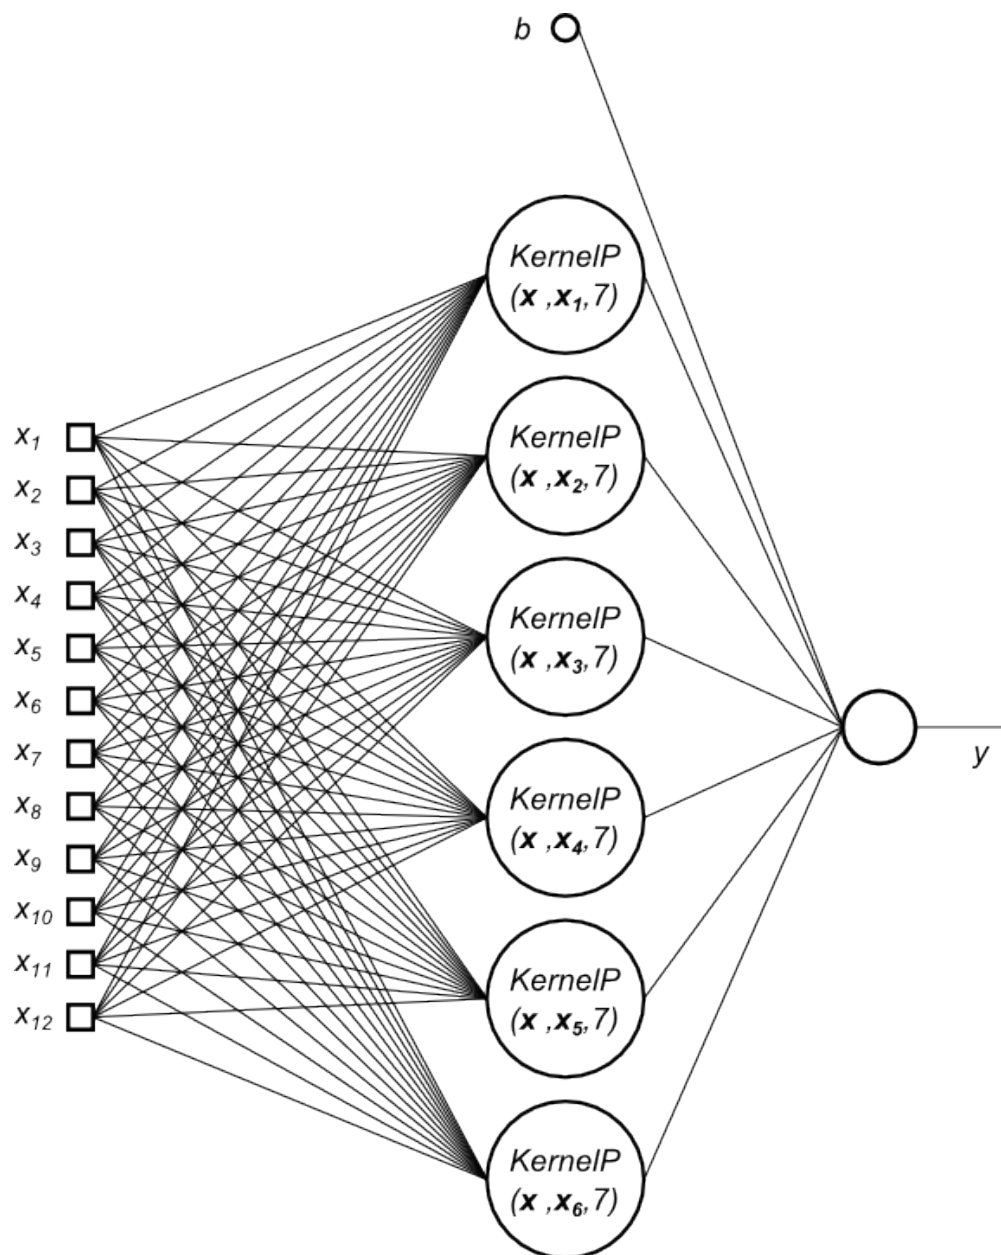 b
KernelP
(x ,x1,7)
KernelP
(x ,x2,7)
KernelP
(x ,x3,7)
KernelP
(x ,x4,7)
KernelP
(x ,x5,7)
KernelP
(x ,x6,7)
x1
x2
x3
x4
x5
x6
x7
x8
x9
x10
x11
x12
y